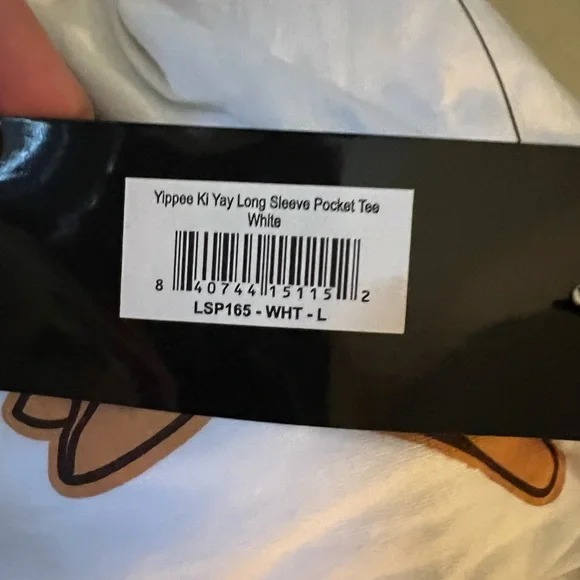 Yippee Ki Yay Long Sleeve Pocket Tee
White
8 40744 15115 2
LSP165 - WHT - L